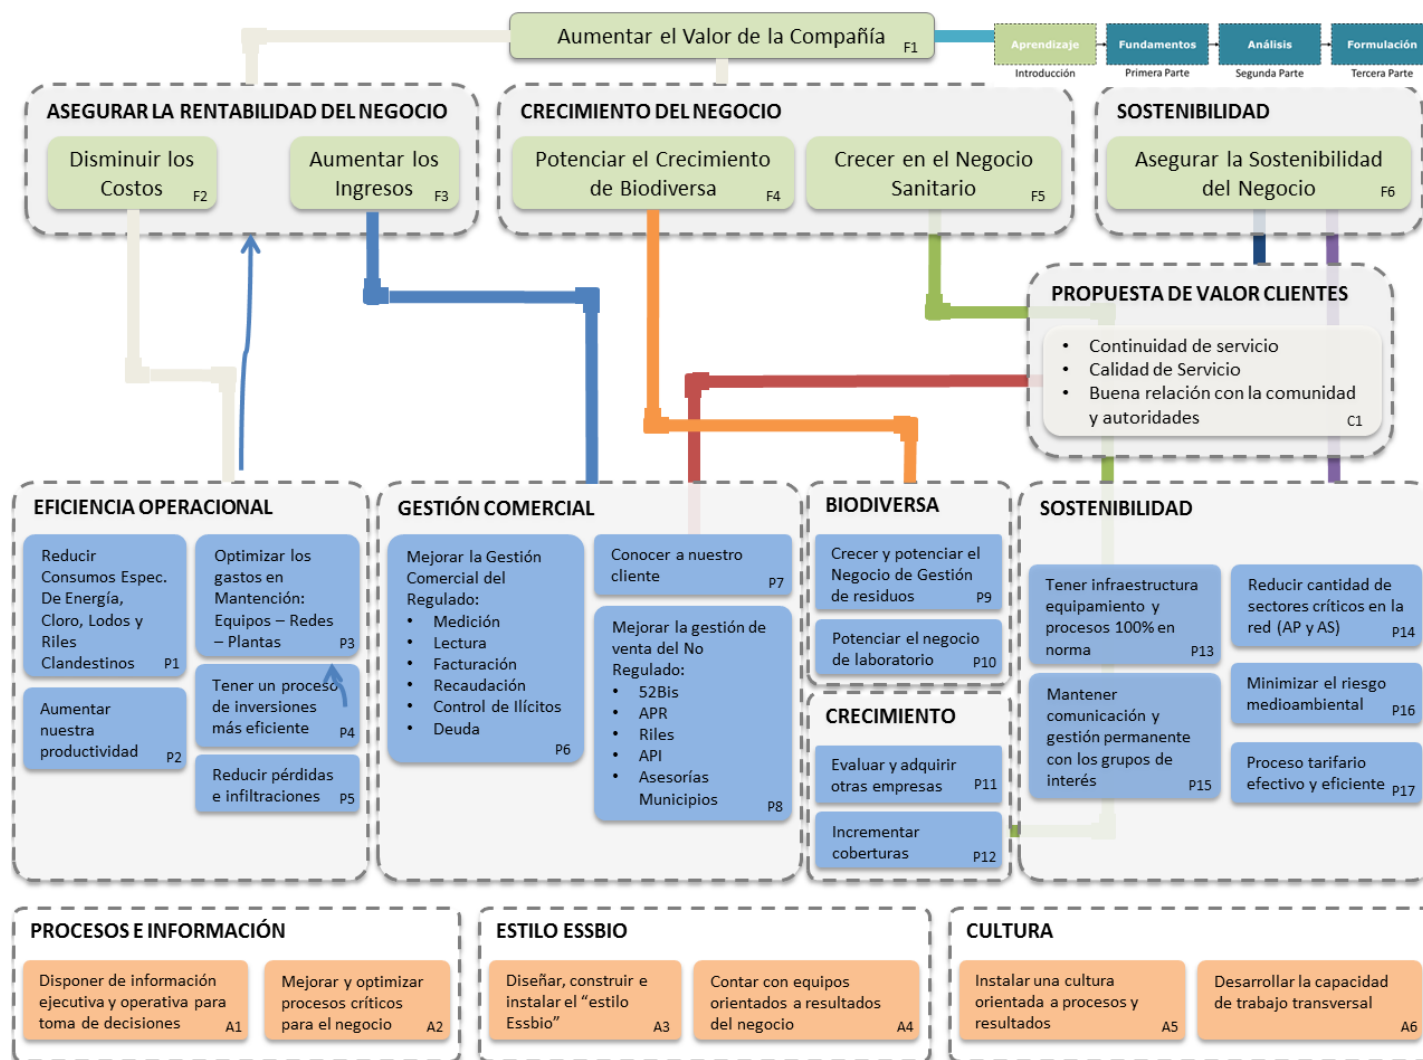 Aumentar el Valor de la Compañía F1
Aprendizaje
Fundamentos
Análisis
Formulación
Introducción
Primera Parte
Segunda Parte
Tercera Parte
ASEGURAR LA RENTABILIDAD DEL NEGOCIO
Disminuir los
Costos F2
Aumentar los
Ingresos F3
CRECIMIENTO DEL NEGOCIO
Potenciar el Crecimiento
de Biodiversa F4
Crecer en el Negocio
Sanitario F5
SOSTENIBILIDAD
Asegurar la Sostenibilidad
del Negocio F6
PROPUESTA DE VALOR CLIENTES
• Continuidad de servicio
• Calidad de Servicio
• Buena relación con la comunidad
y autoridades C1
EFICIENCIA OPERACIONAL
Reducir
Consumos Espec.
De Energía,
Cloro, Lodos y
Riles
Clandestinos P1
Aumentar
nuestra
productividad P2
Optimizar los
gastos en
Mantención:
Equipos – Redes
– Plantas P3
Tener un proceso
de inversiones
más eficiente P4
Reducir pérdidas
e infiltraciones P5
GESTIÓN COMERCIAL
Mejorar la Gestión
Comercial del
Regulado:
• Medición
• Lectura
• Facturación
• Recaudación
• Control de Ilícitos
• Deuda
P6
Conocer a nuestro
cliente P7
Mejorar la gestión de
venta del No
Regulado:
• 52Bis
• APR
• Riles
• API
• Asesorías
Municipios P8
BIODIVERSA
Crecer y potenciar el
Negocio de Gestión
de residuos P9
Potenciar el negocio
de laboratorio P10
CRECIMIENTO
Evaluar y adquirir
otras empresas P11
Incrementar
coberturas P12
SOSTENIBILIDAD
Tener infraestructura
equipamiento y
procesos 100% en
norma P13
Reducir cantidad de
sectores críticos en la
red (AP y AS) P14
Mantener
comunicación y
gestión permanente
con los grupos de
interés P15
Minimizar el riesgo
medioambiental P16
Proceso tarifario
efectivo y eficiente P17
PROCESOS E INFORMACIÓN
Disponer de información
ejecutiva y operativa para
toma de decisiones A1
Mejorar y optimizar
procesos críticos
para el negocio A2
ESTILO ESSBIO
Diseñar, construir e
instalar el “estilo
Essbio” A3
Contar con equipos
orientados a resultados
del negocio A4
CULTURA
Instalar una cultura
orientada a procesos y
resultados A5
Desarrollar la capacidad
de trabajo transversal
A6